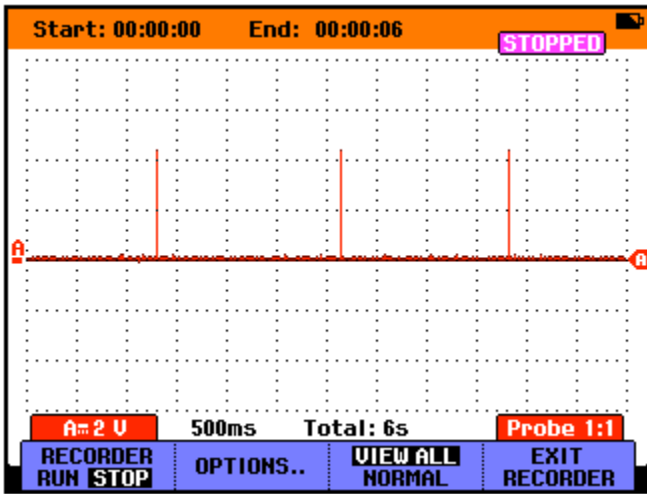 Start: 00:00:00 End: 00:00:06
STOPPED
A
A
A 2 V 500ms Total: 6s Probe 1:1
RECORDER
RUN STOP
OPTIONS..
VIEW ALL
NORMAL
EXIT
RECORDER